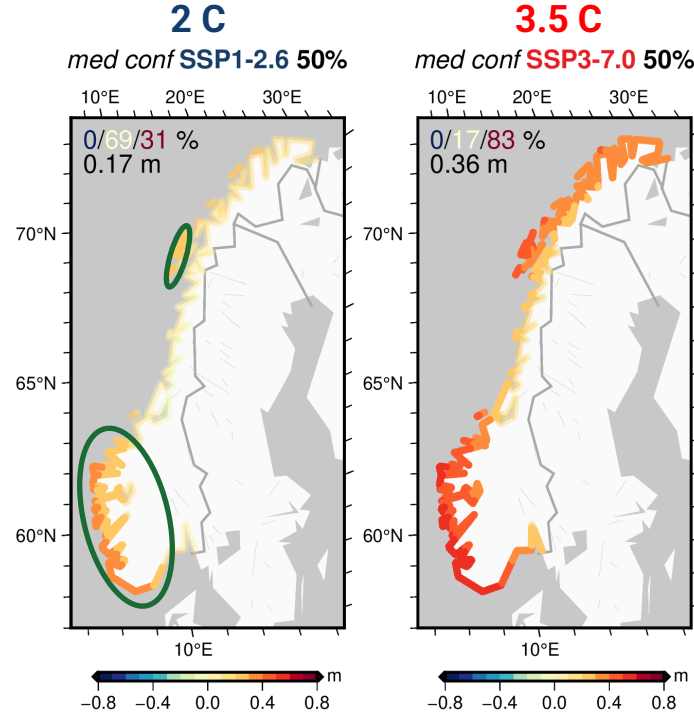 2 C
med conf SSP1-2.6 50%
10°E 20°E 30°E
0/69/31 %
0.17 m
70°N
65°N
60°N
10°E
m
−0.8 −0.4 0.0 0.4 0.8
3.5 C
med conf SSP3-7.0 50%
10°E 20°E 30°E
0/17/83 %
0.36 m
70°N
65°N
60°N
10°E
m
−0.8 −0.4 0.0 0.4 0.8